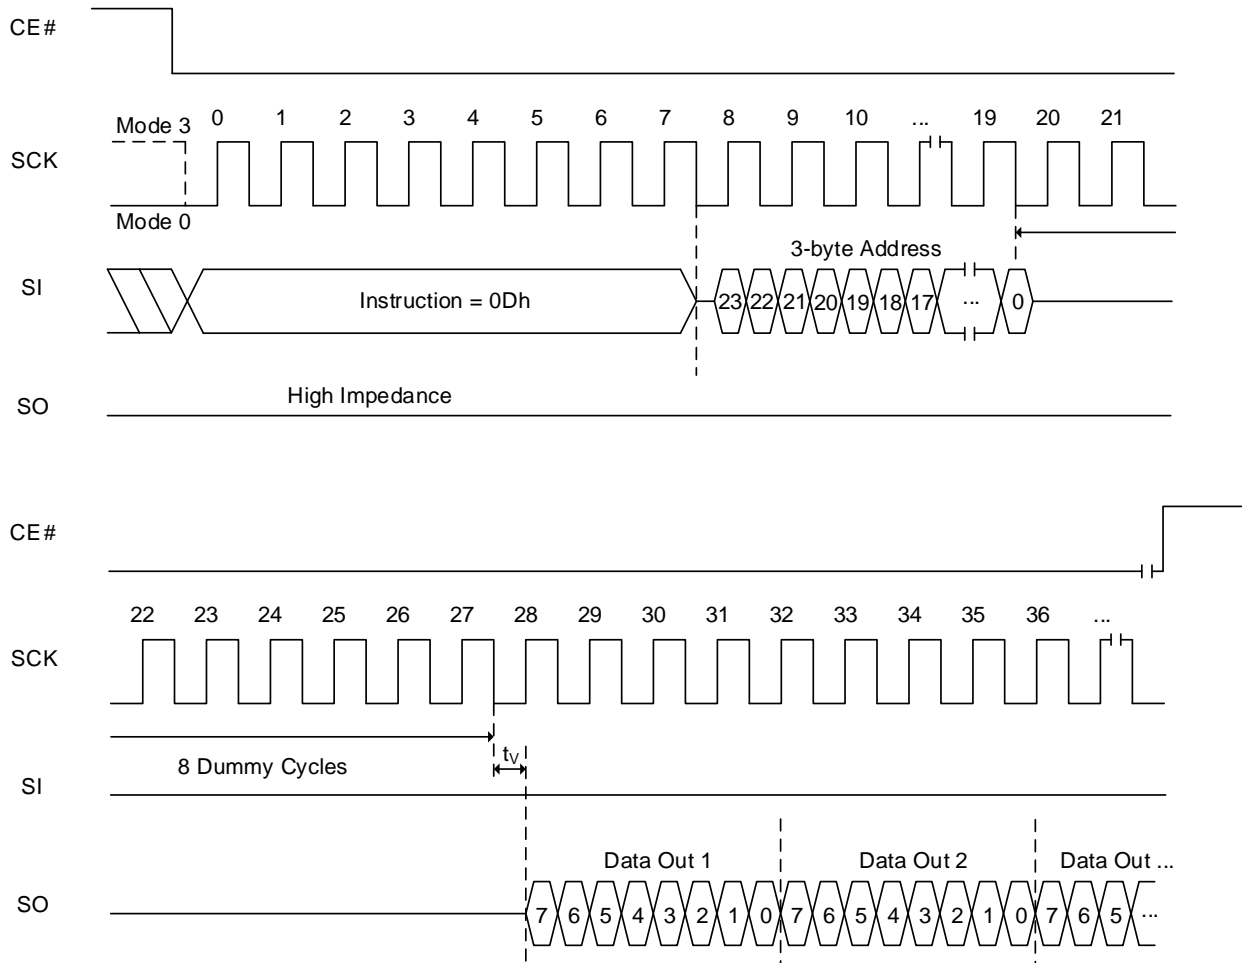 CE#
Mode 3
0 1 2 3 4 5 6 7 8 9 10 ... 19 20 21
SCK
Mode 0
3-byte Address
SI
Instruction = 0Dh
23 22 21 20 19 18 17 ... 0
High Impedance
SO
CE#
22 23 24 25 26 27 28 29 30 31 32 33 34 35 36 ...
SCK
8 Dummy Cycles
tV
SI
Data Out 1 Data Out 2 Data Out ...
SO
7 6 5 4 3 2 1 0 7 6 5 4 3 2 1 0 7 6 5 ...